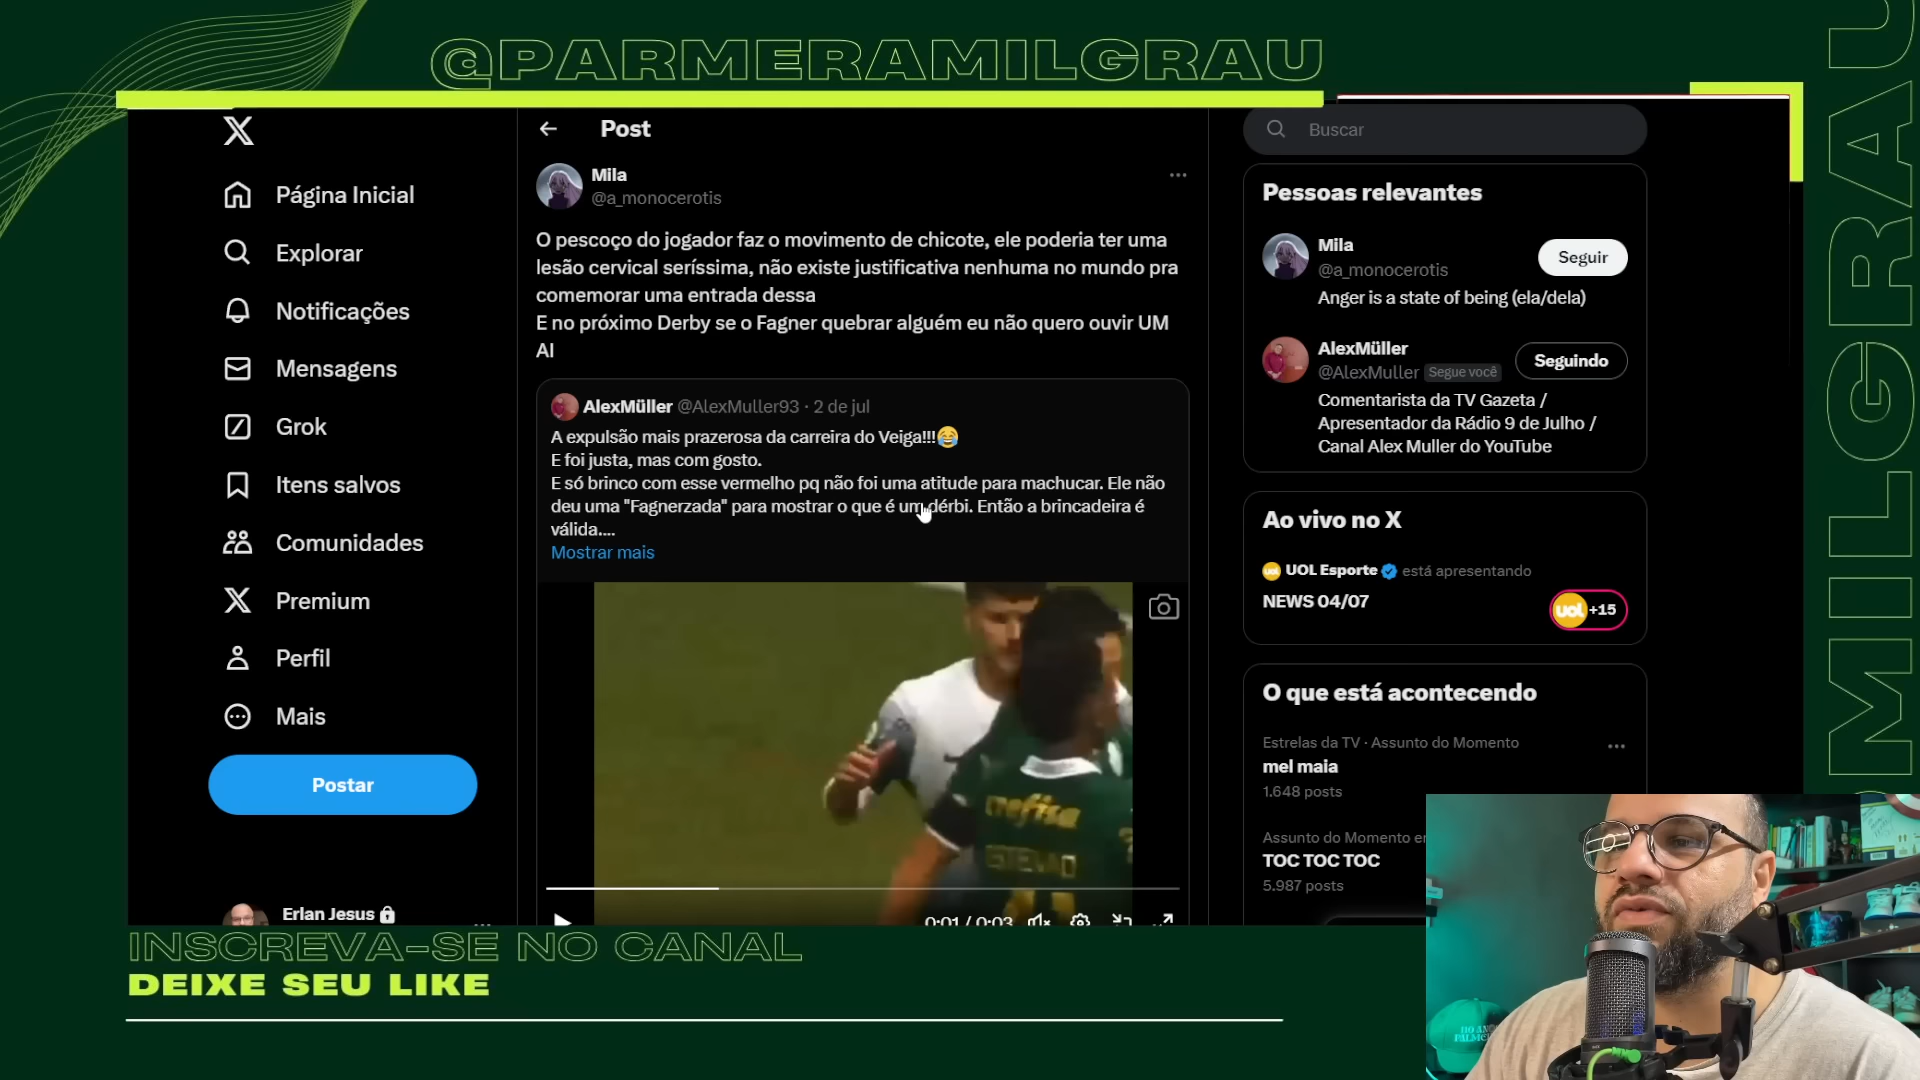 @PARMERAMILGRAU
Post
Buscar
Página Inicial
Explorar
Notificações
Mensagens
Grok
Itens salvos
Comunidades
Premium
Perfil
Mais
Postar
Erlan Jesus
Mila
@a_monocerotis
O pescoço do jogador faz o movimento de chicote, ele poderia ter uma
lesão cervical seríssima, não existe justificativa nenhuma no mundo pra
comemorar uma entrada dessa
E no próximo Derby se o Fagner quebrar alguém eu não quero ouvir UM
AI
AlexMüller @AlexMuller93 · 2 de jul
A expulsão mais prazerosa da carreira do Veiga!!!😂
E foi justa, mas com gosto.
E só brinco com esse vermelho pq não foi uma atitude para machucar. Ele não
deu uma "Fagnerzada" para mostrar o que é um dérbi. Então a brincadeira é
válida....
Mostrar mais
crefisa
ESTEVAO
0:01 / 0:03
Pessoas relevantes
Mila
@a_monocerotis
Seguir
Anger is a state of being (ela/dela)
AlexMüller
@AlexMuller Segue você
Seguindo
Comentarista da TV Gazeta /
Apresentador da Rádio 9 de Julho /
Canal Alex Muller do YouTube
Ao vivo no X
UOL Esporte está apresentando
NEWS 04/07
uol +15
O que está acontecendo
Estrelas da TV · Assunto do Momento
mel maia
1.648 posts
Assunto do Momento e
TOC TOC TOC
5.987 posts
INSCREVA-SE NO CANAL
DEIXE SEU LIKE
OMILGRAU